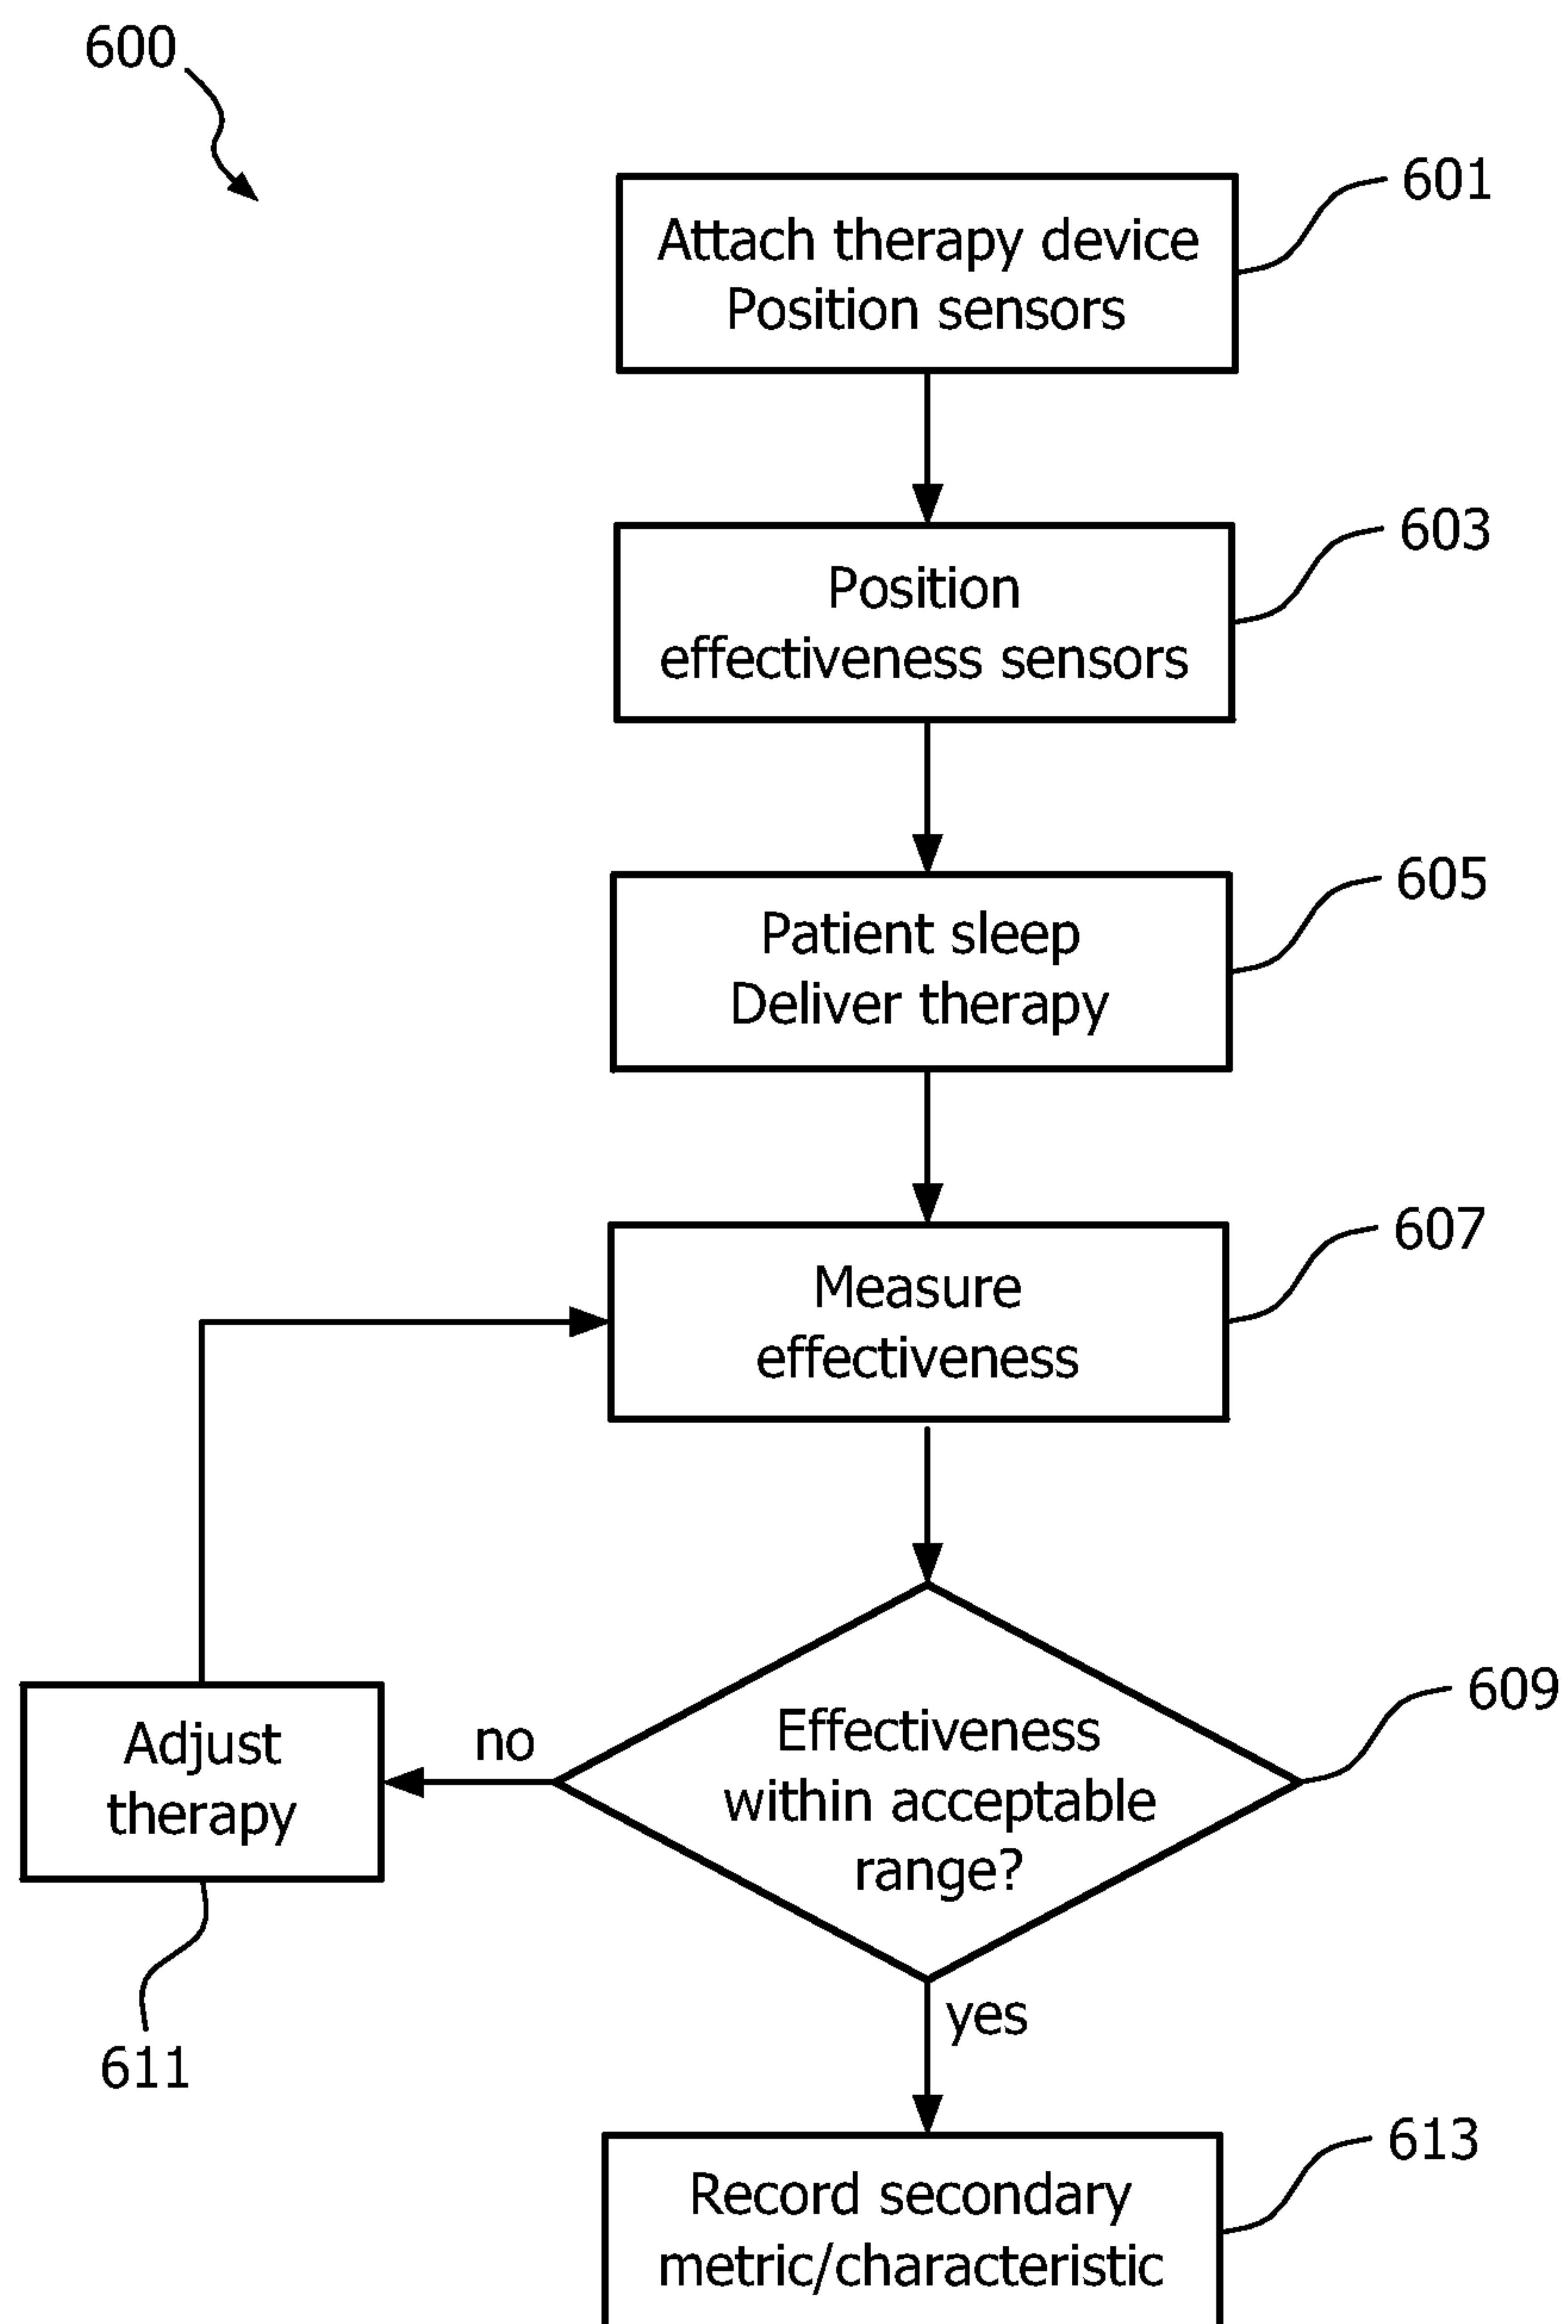 600
601
Attach therapy device
Position sensors
603
Position
effectiveness sensors
605
Patient sleep
Deliver therapy
607
Measure
effectiveness
609
Effectiveness
within acceptable
range?
no
Adjust
therapy
611
yes
613
Record secondary
metric/characteristic